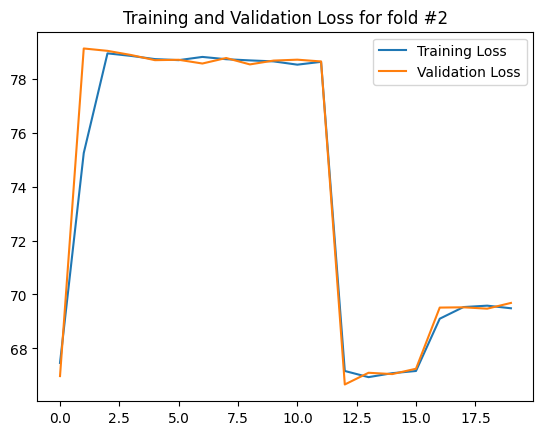 Training and Validation Loss for fold #2
Training Loss
Validation Loss
78
76
74
72
70
68
0.0 2.5 5.0 7.5 10.0 12.5 15.0 17.5